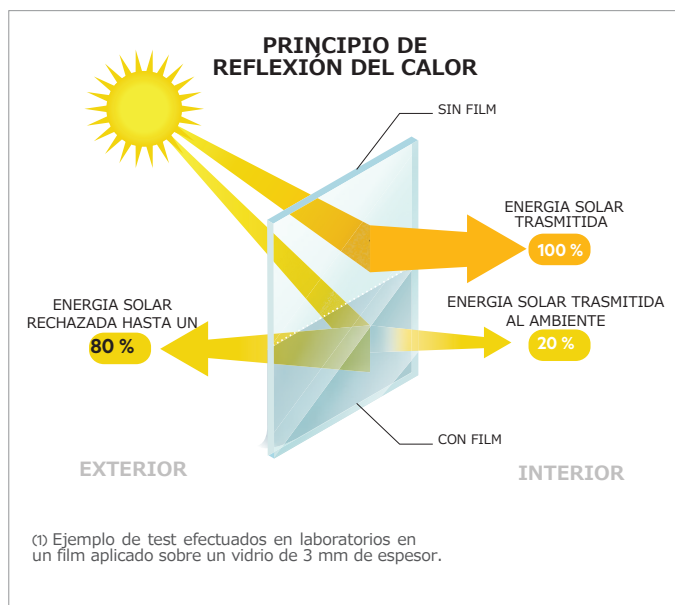 PRINCIPIO DE
REFLEXIÓN DEL CALOR
SIN FILM
ENERGIA SOLAR
TRASMITIDA
100 %
ENERGIA SOLAR
RECHAZADA HASTA UN
80 %
ENERGIA SOLAR TRASMITIDA
AL AMBIENTE
20 %
CON FILM
EXTERIOR
INTERIOR
(1) Ejemplo de test efectuados en laboratorios en
un film aplicado sobre un vidrio de 3 mm de espesor.